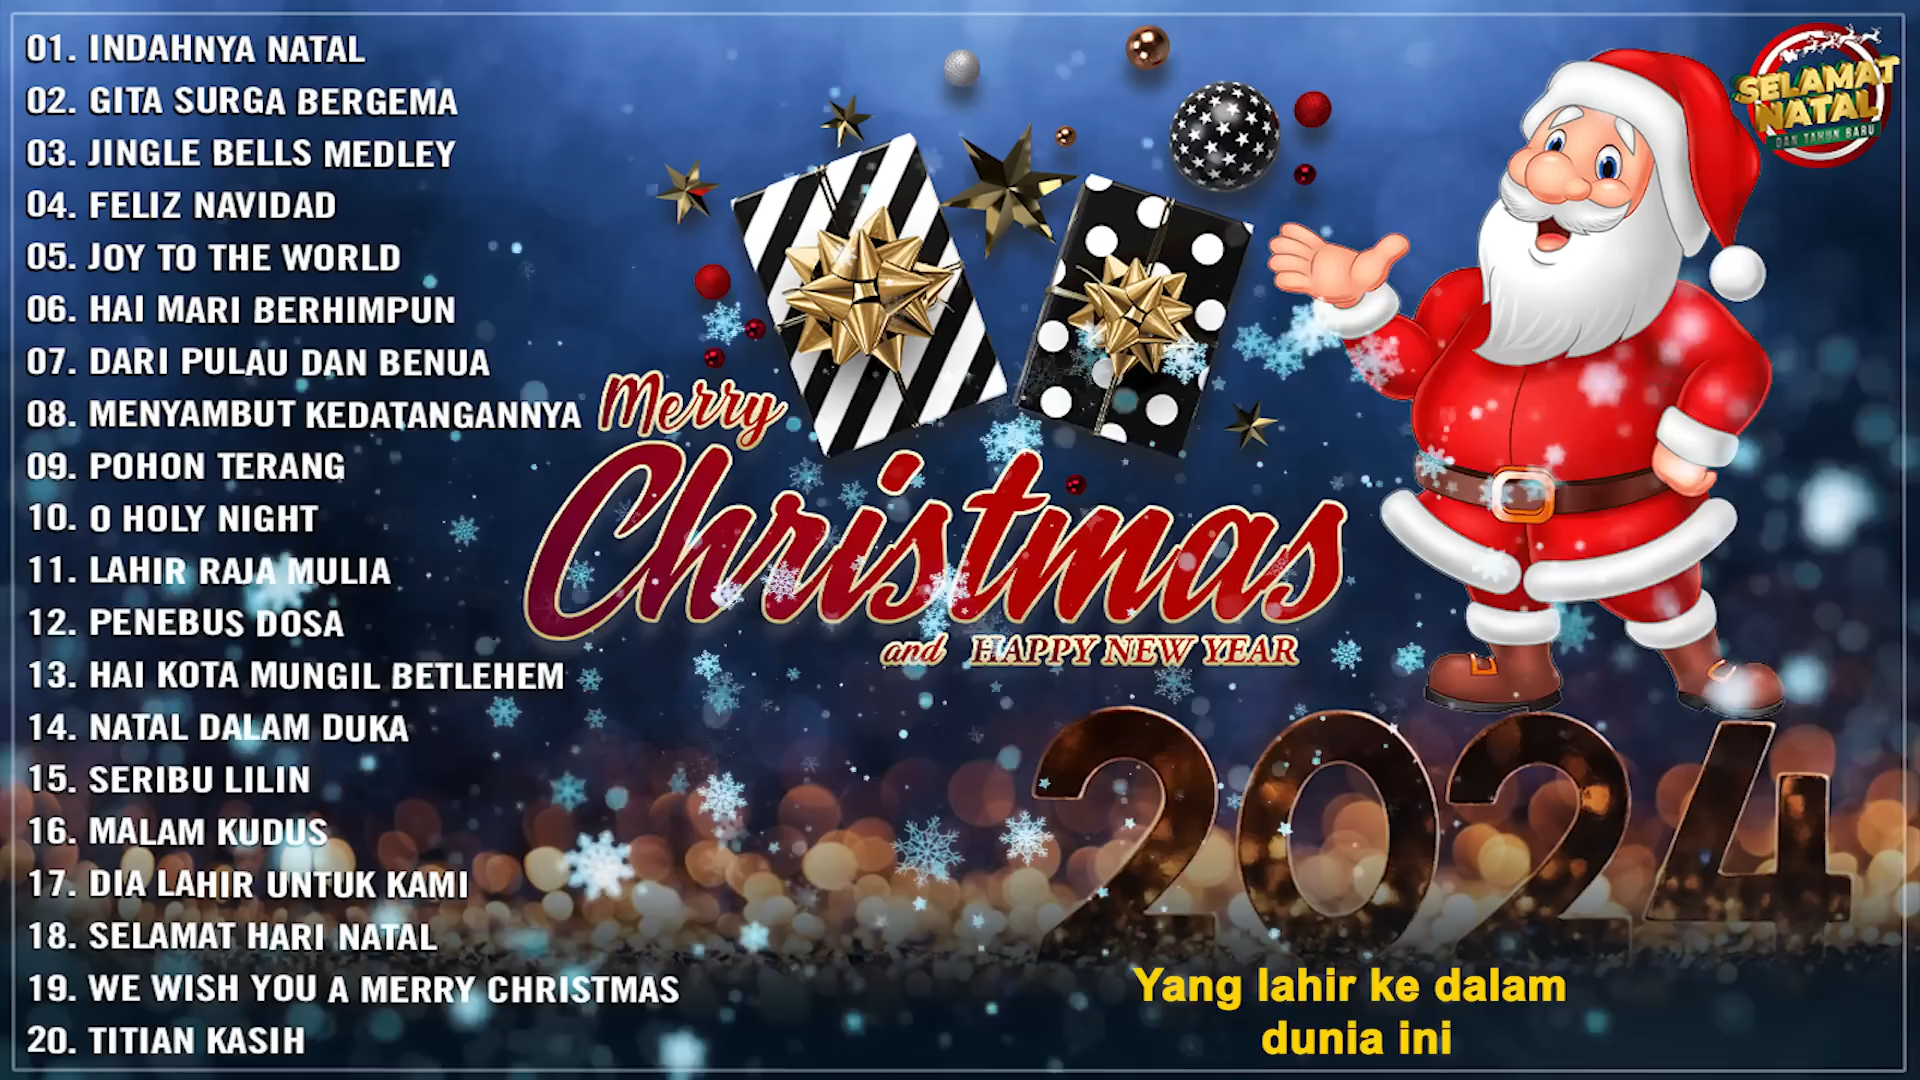 01. INDAHNYA NATAL
02. GITA SURGA BERGEMA
03. JINGLE BELLS MEDLEY
04. FELIZ NAVIDAD
05. JOY TO THE WORLD
06. HAI MARI BERHIMPUN
07. DARI PULAU DAN BENUA
08. MENYAMBUT KEDATANGANNYA
09. POHON TERANG
10. O HOLY NIGHT
11. LAHIR RAJA MULIA
12. PENEBUS DOSA
13. HAI KOTA MUNGIL BETLEHEM
14. NATAL DALAM DUKA
15. SERIBU LILIN
16. MALAM KUDUS
17. DIA LAHIR UNTUK KAMI
18. SELAMAT HARI NATAL
19. WE WISH YOU A MERRY CHRISTMAS
20. TITIAN KASIH
Merry
Christmas
and HAPPY NEW YEAR
2024
SELAMAT
NATAL
DAN TAHUN BARU
Yang lahir ke dalam
dunia ini